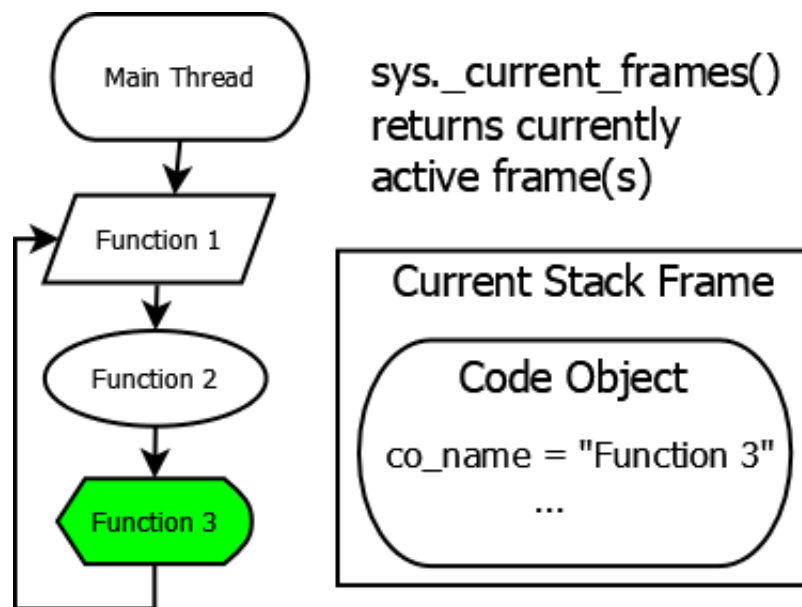 Main Thread
Function 1
Function 2
Function 3
sys._current_frames()
returns currently
active frame(s)
Current Stack Frame
Code Object
co_name = "Function 3"
...